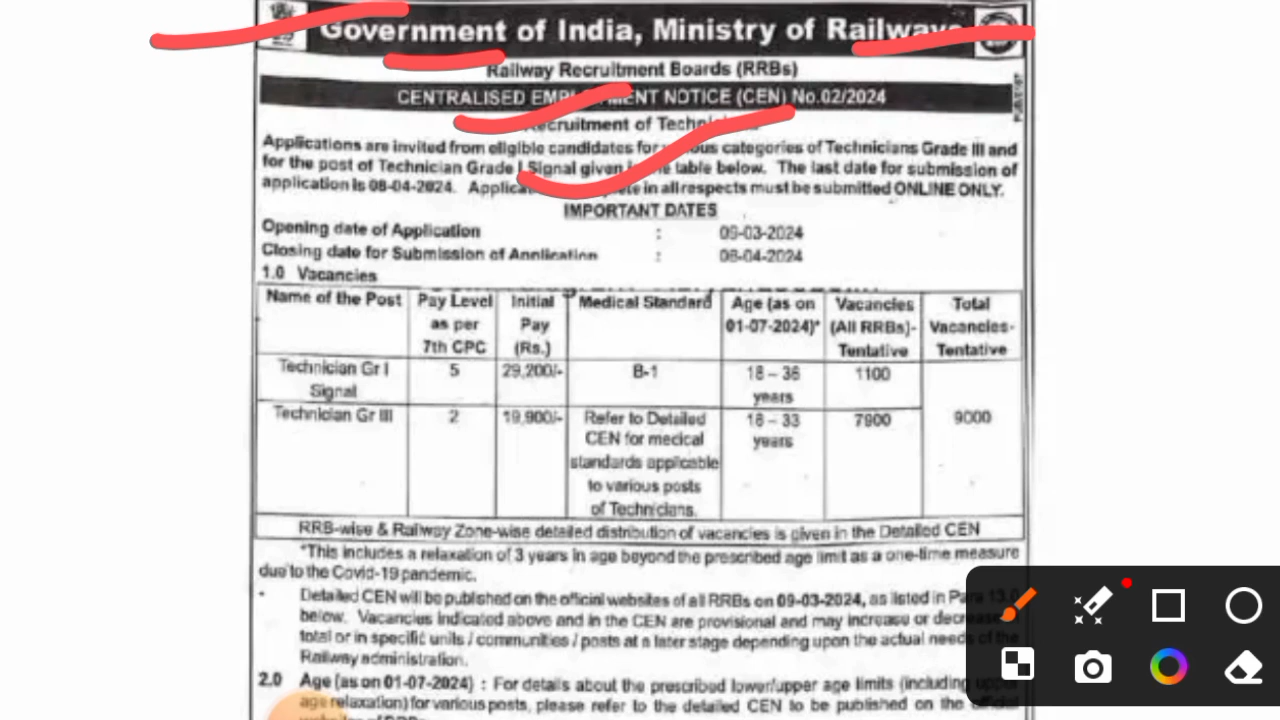 Government of India, Ministry of Railways
Railway Recruitment Boards (RRBs)
CENTRALISED EMPLOYMENT NOTICE (CEN) No.02/2024
Recruitment of
Applications are invited from eligible candidates for various categories of Technicians Grade III and
for the post of Technician Grade I Signal given in the table below. The last date for submission of
application is 08-04-2024. in all respects must be submitted ONLINE ONLY.
IMPORTANT DATES
Opening date of Application : 09-03-2024
Closing date for Submission of Application : 08-04-2024
1.0 Vacancies
Name of the Post Pay Level Initial Medical Standard Age (as on Vacancies Total
as per Pay 01-07-2024)* (All RRBs)- Vacancies-
7th CPC (Rs.) Tentative Tentative
Technician Gr I 5 29,200/- B-1 18 – 36 1100
Signal years
Technician Gr III 2 19,900/- Refer to Detailed 18 – 33 7900 9000
CEN for medical years
standards applicable
to various posts
of Technicians.
RRB-wise & Railway Zone-wise detailed distribution of vacancies is given in the Detailed CEN
*This includes a relaxation of 3 years in age beyond the prescribed age limit as a one-time measure
due to the Covid-19 pandemic.
• Detailed CEN will be published on the official websites of all RRBs on 09-03-2024, as listed in Para 13.0
below. Vacancies indicated above and in the CEN are provisional and may increase or decrease
total or in specific units / communities / posts at a later stage depending upon the actual needs of the
Railway administration.
2.0 Age (as on 01-07-2024) : For details about the prescribed lower/upper age limits (including upper
age relaxation) for various posts, please refer to the detailed CEN to be published on the official